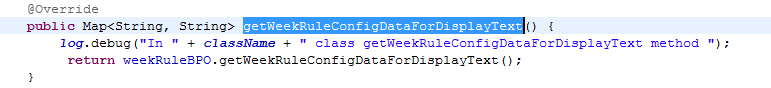 @Override
public Map<String, String> getWeekRuleConfigDataForDisplayText() {
log.debug("In " + className + " class getWeekRuleConfigDataForDisplayText method ");
return weekRuleBPO.getWeekRuleConfigDataForDisplayText();
}